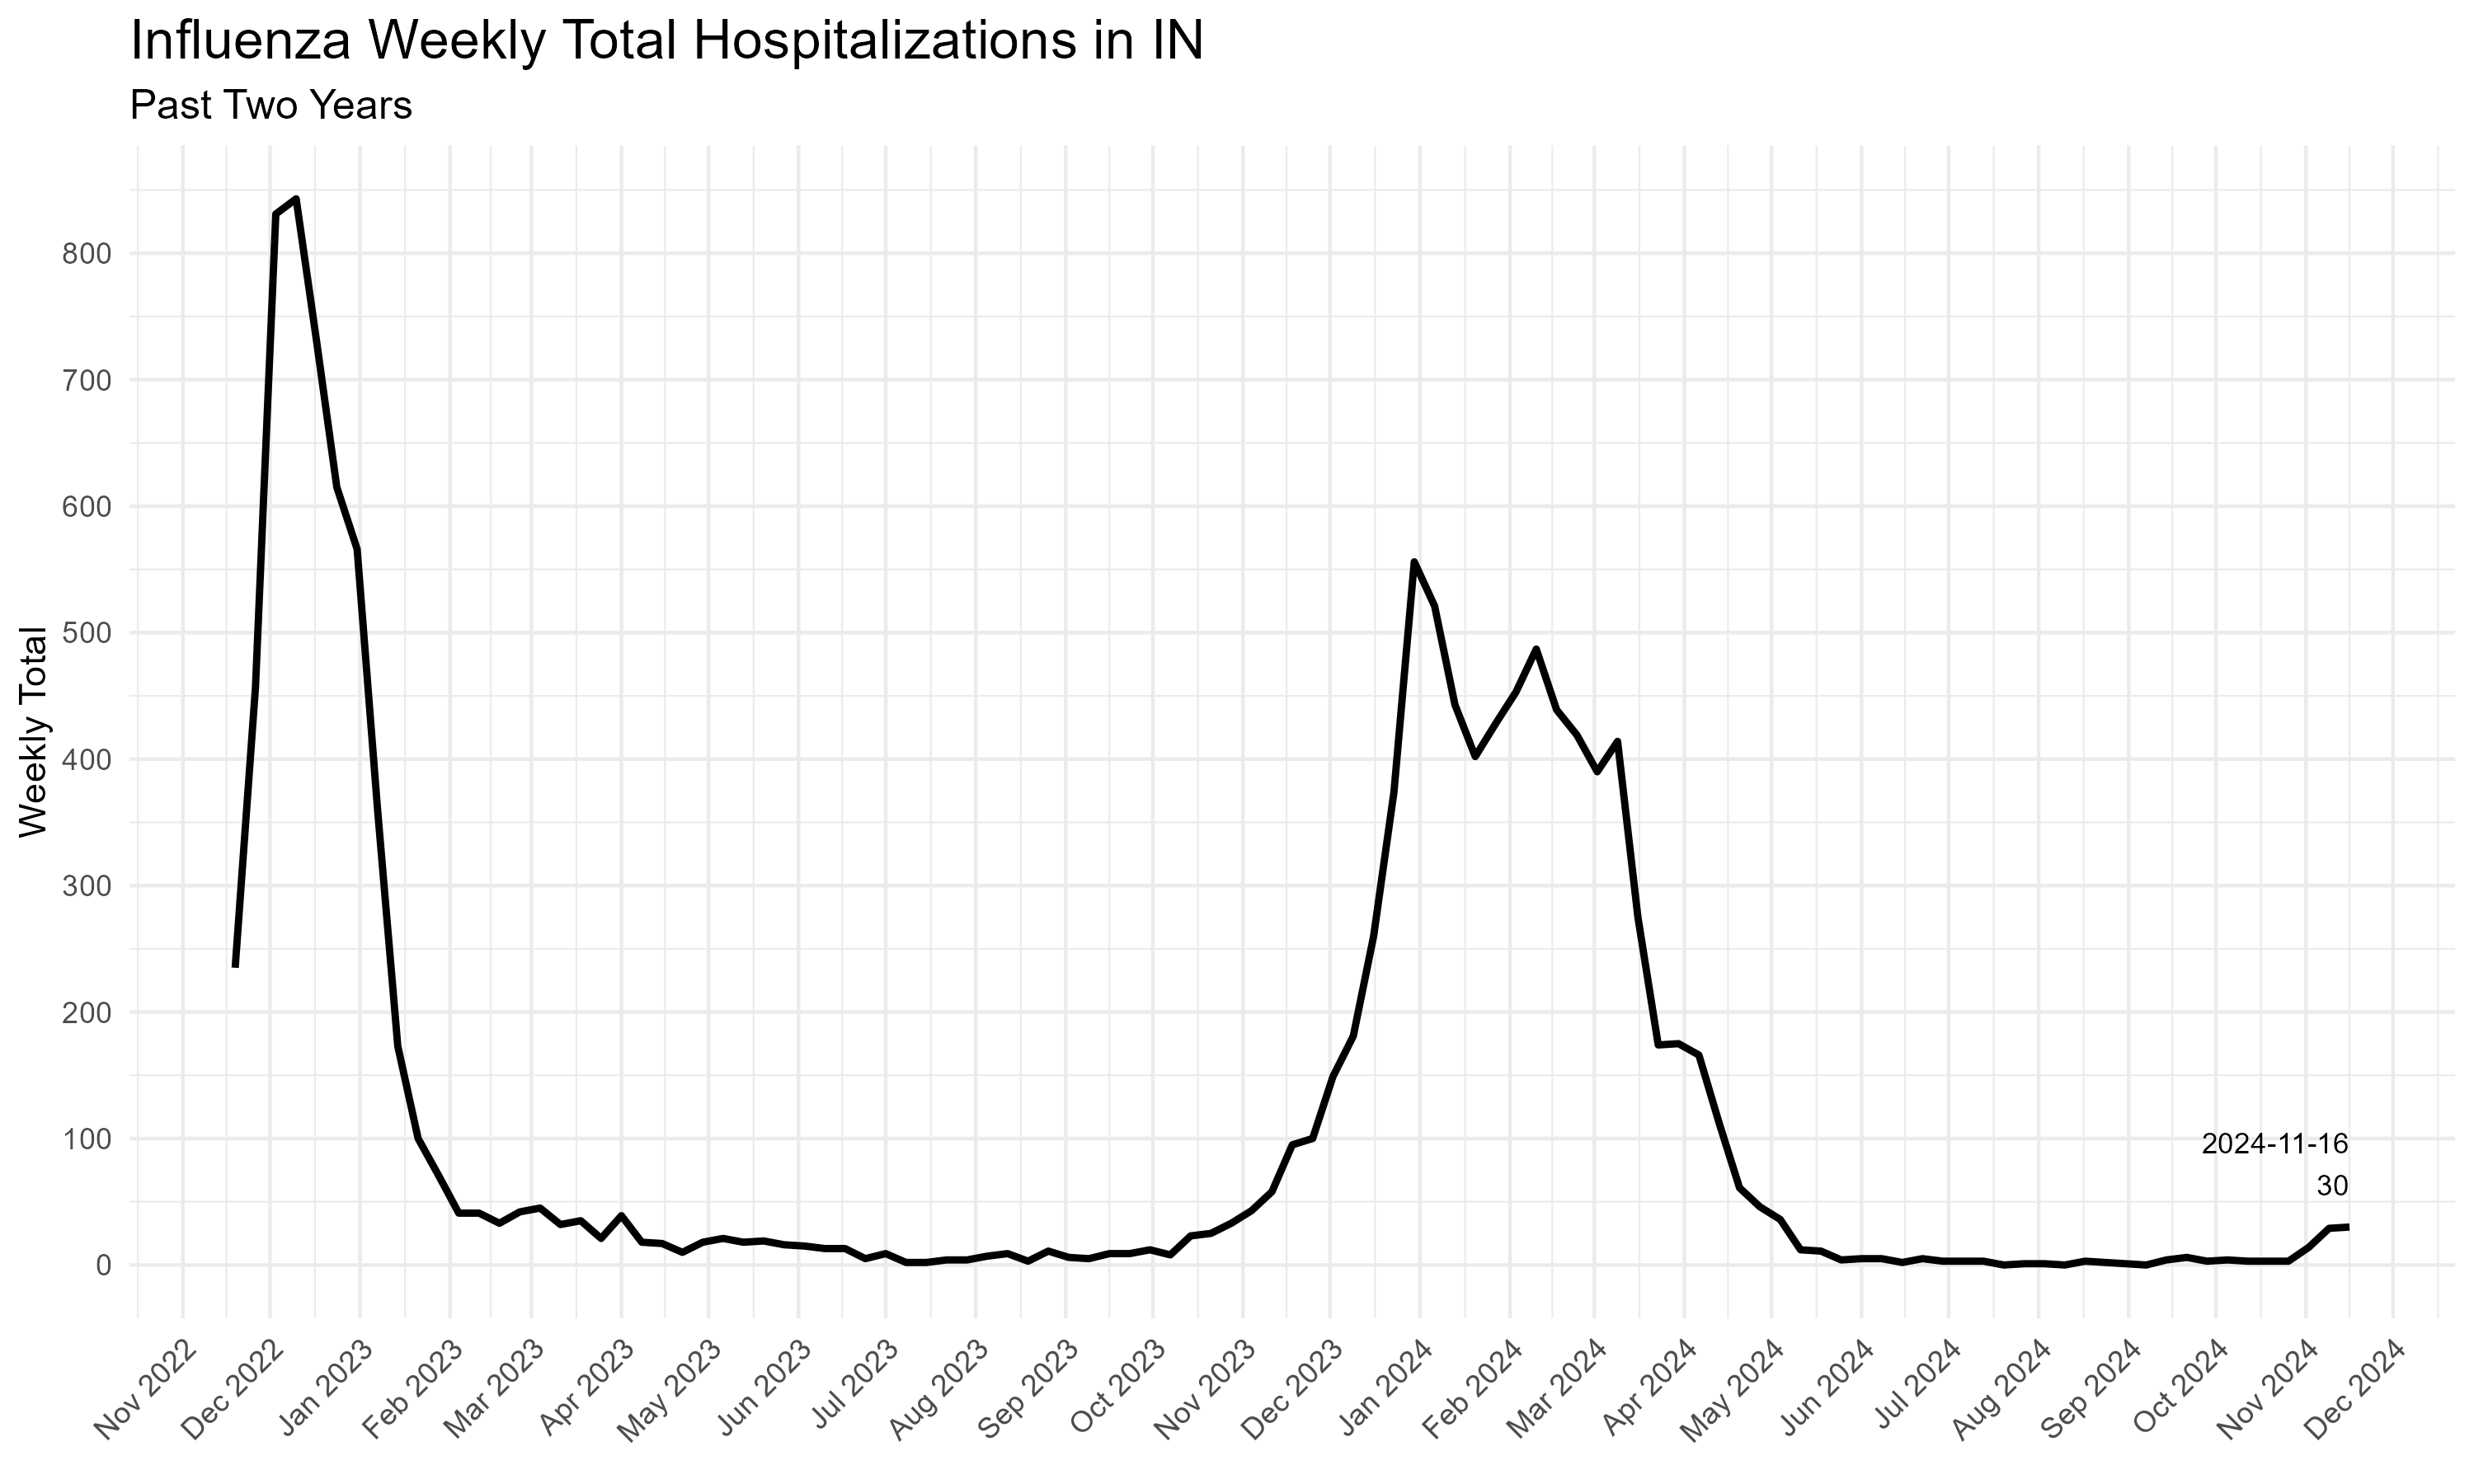 Influenza Weekly Total Hospitalizations in IN
Past Two Years
Weekly Total
800
700
600
500
400
300
200
100
0
2024-11-16
30
Nov 2022
Dec 2022
Jan 2023
Feb 2023
Mar 2023
Apr 2023
May 2023
Jun 2023
Jul 2023
Aug 2023
Sep 2023
Oct 2023
Nov 2023
Dec 2023
Jan 2024
Feb 2024
Mar 2024
Apr 2024
May 2024
Jun 2024
Jul 2024
Aug 2024
Sep 2024
Oct 2024
Nov 2024
Dec 2024